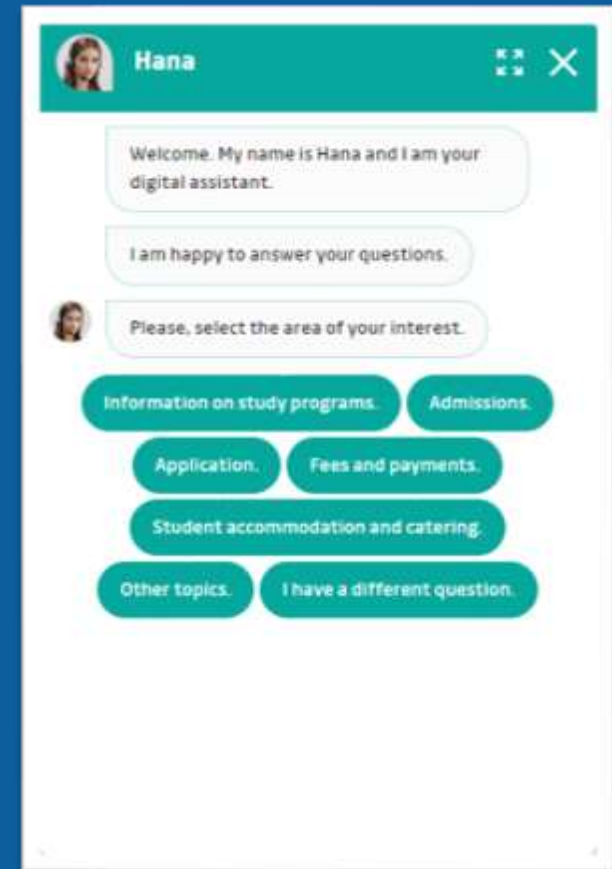 Hana
Welcome. My name is Hana and I am your
digital assistant.
I am happy to answer your questions.
Please, select the area of your interest.
Information on study programs. Admissions.
Application. Fees and payments.
Student accommodation and catering.
Other topics. I have a different question.